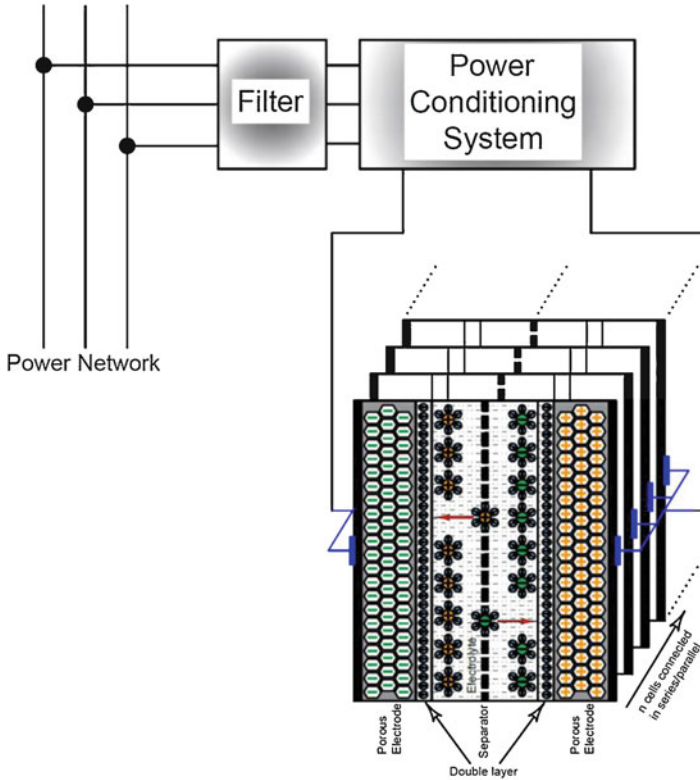 Filter
Power
Conditioning
System
Power Network
Electrolyte
n cells connected
in series/parallel
Porous
Electrode
Separator
Porous
Electrode
Double layer